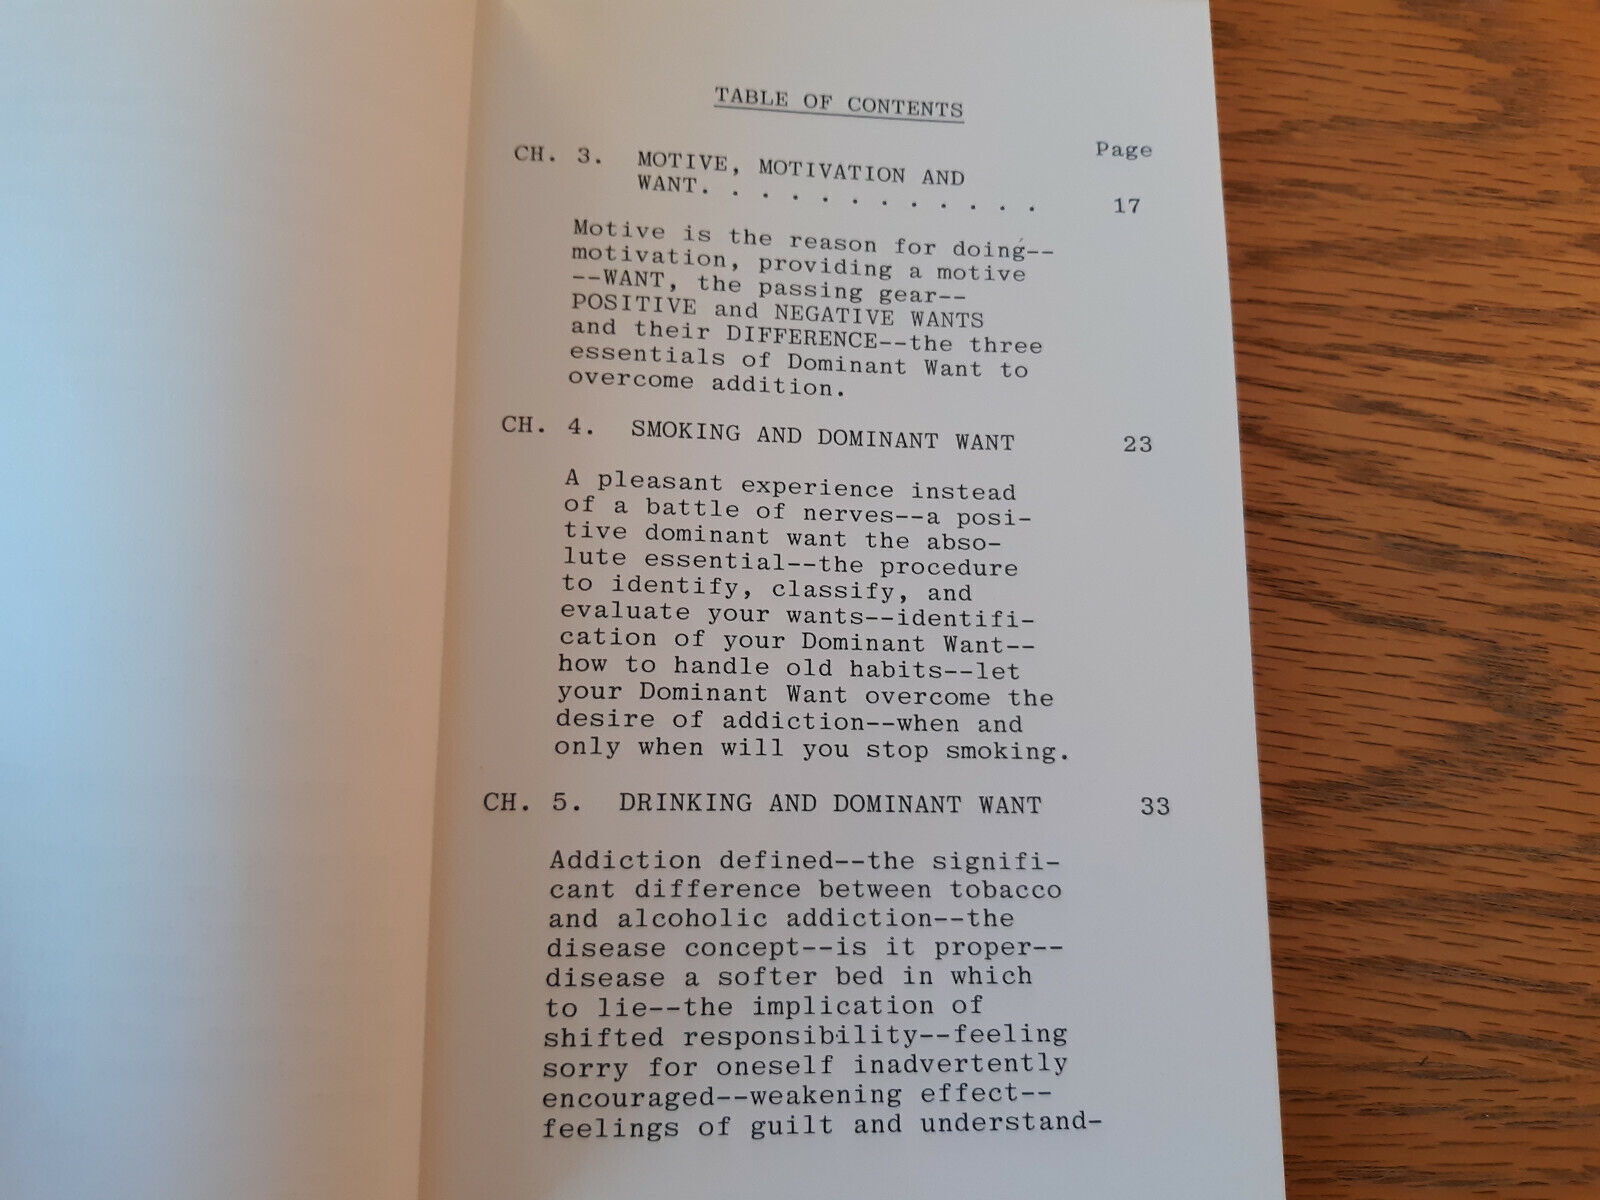 TABLE OF CONTENTS
Page
CH. 3. MOTIVE, MOTIVATION AND
WANT. . . . . . . . . . . . 17
Motive is the reason for doing--
motivation, providing a motive
--WANT, the passing gear--
POSITIVE and NEGATIVE WANTS
and their DIFFERENCE--the three
essentials of Dominant Want to
overcome addition.
CH. 4. SMOKING AND DOMINANT WANT 23
A pleasant experience instead
of a battle of nerves--a posi-
tive dominant want the abso-
lute essential--the procedure
to identify, classify, and
evaluate your wants--identifi-
cation of your Dominant Want--
how to handle old habits--let
your Dominant Want overcome the
desire of addiction--when and
only when will you stop smoking.
CH. 5. DRINKING AND DOMINANT WANT 33
Addiction defined--the signifi-
cant difference between tobacco
and alcoholic addiction--the
disease concept--is it proper--
disease a softer bed in which
to lie--the implication of
shifted responsibility--feeling
sorry for oneself inadvertently
encouraged--weakening effect--
feelings of guilt and understand-